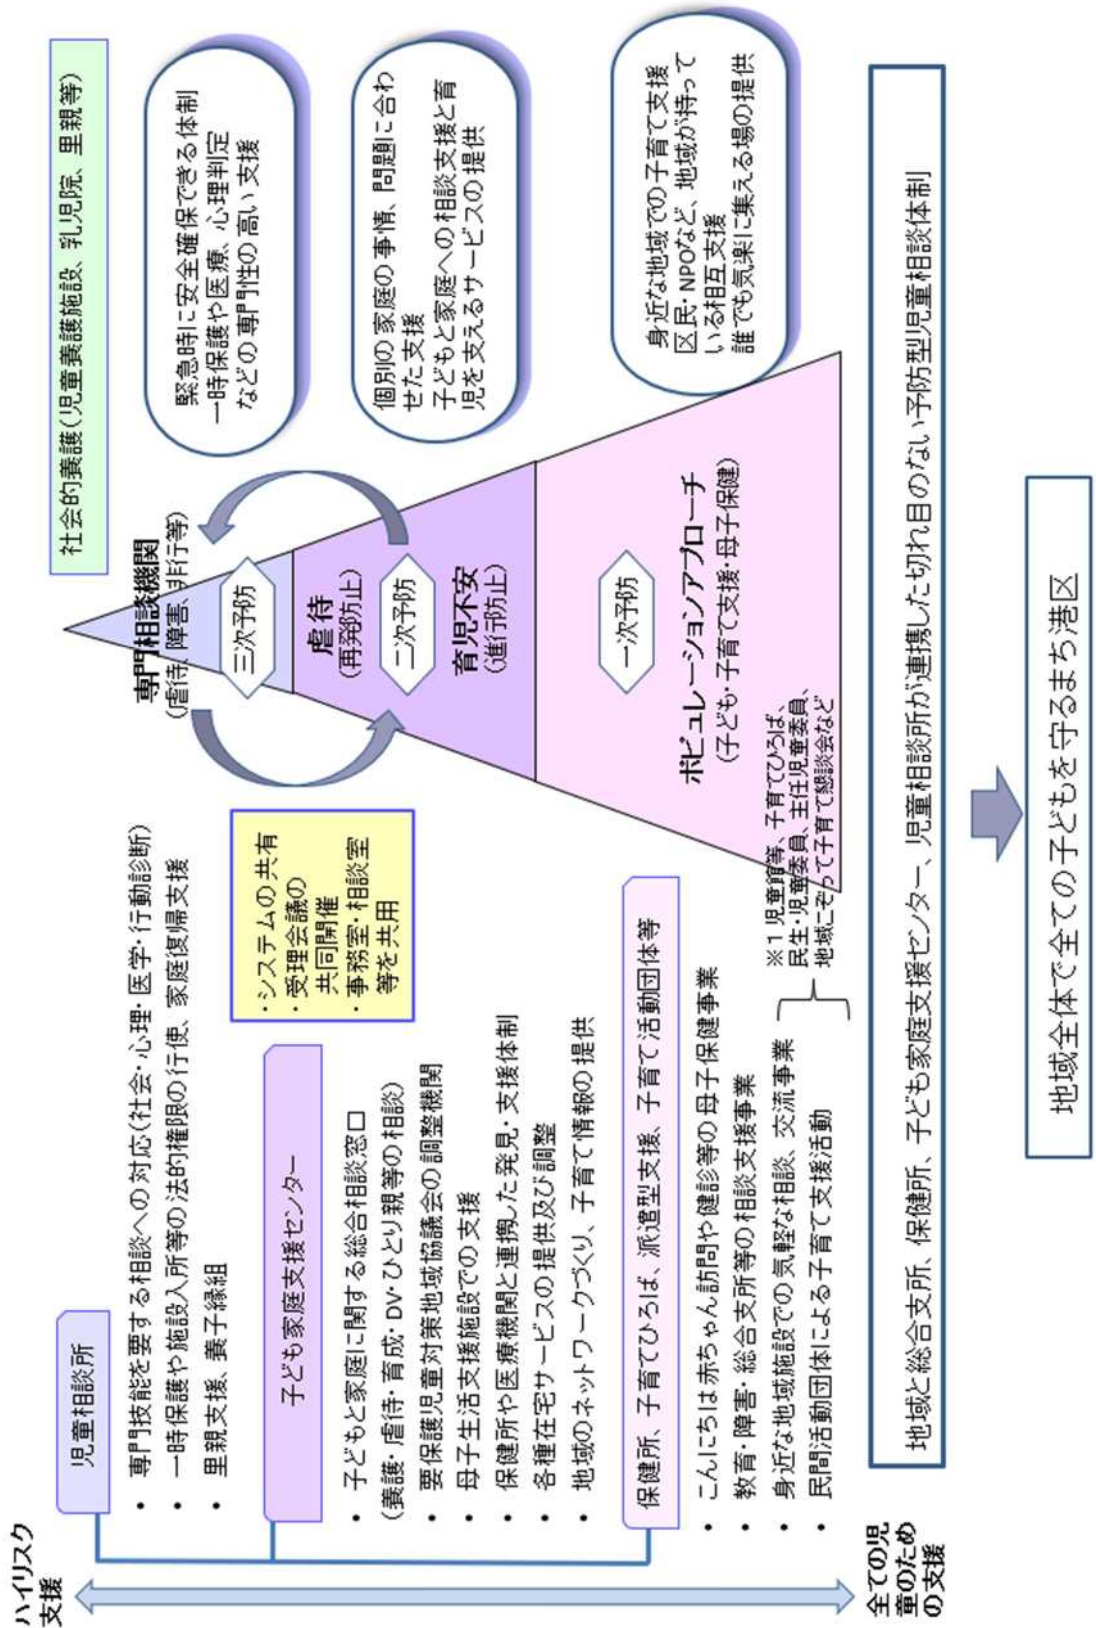 ハイリスク
支援
児童相談所
・ 専門技能を要する相談への対応(社会・心理・医学・行動診断)
・ 一時保護や施設入所等の法的権限の行使、家庭復帰支援
・ 里親支援、養子縁組
子ども家庭支援センター
・ 子どもと家庭に関する総合相談窓口
(養護・虐待・育成・DV・ひとり親等の相談)
・ 要保護児童対策地域協議会の調整機関
・ 母子生活支援施設での支援
・ 保健所や医療機関と連携した発見・支援体制
・ 各種在宅サービスの提供及び調整
・ 地域のネットワークづくり、子育て情報の提供
・システムの共有
・受理会議の
共同開催
・事務室・相談室
等を共用
保健所、子育てひろば、派遣型支援、子育て活動団体等
・ こんにちは赤ちゃん訪問や健診等の母子保健事業
・ 教育・障害・総合支所等の相談支援事業
・ 身近な地域施設での気軽な相談、交流事業
・ 民間活動団体による子育て支援活動
※1 児童館等、子育てひろば、
民生・児童委員、主任児童委員、
地域にぞって子育て懇談会など
全ての児
童のため
の支援
専門相談機関
(虐待、障害、非行等)
三次予防
虐待
(再発防止)
二次予防
育児不安
(進行防止)
一次予防
ポピュレーションアプローチ
(子ども・子育て支援・母子保健)
社会的養護(児童養護施設、乳児院、里親等)
緊急時に安全確保できる体制
一時保護や医療、心理判定
などの専門性の高い支援
個別の家庭の事情、問題に合わ
せた支援
子どもと家庭への相談支援と育
児を支えるサービスの提供
身近な地域での子育て支援
区民・NPOなど、地域が持って
いる相互支援
誰でも気楽に集える場の提供
地域と総合支所、保健所、子ども家庭支援センター、児童相談所が連携した切れ目のない予防型児童相談体制
地域全体で全ての子どもを守るまち港区